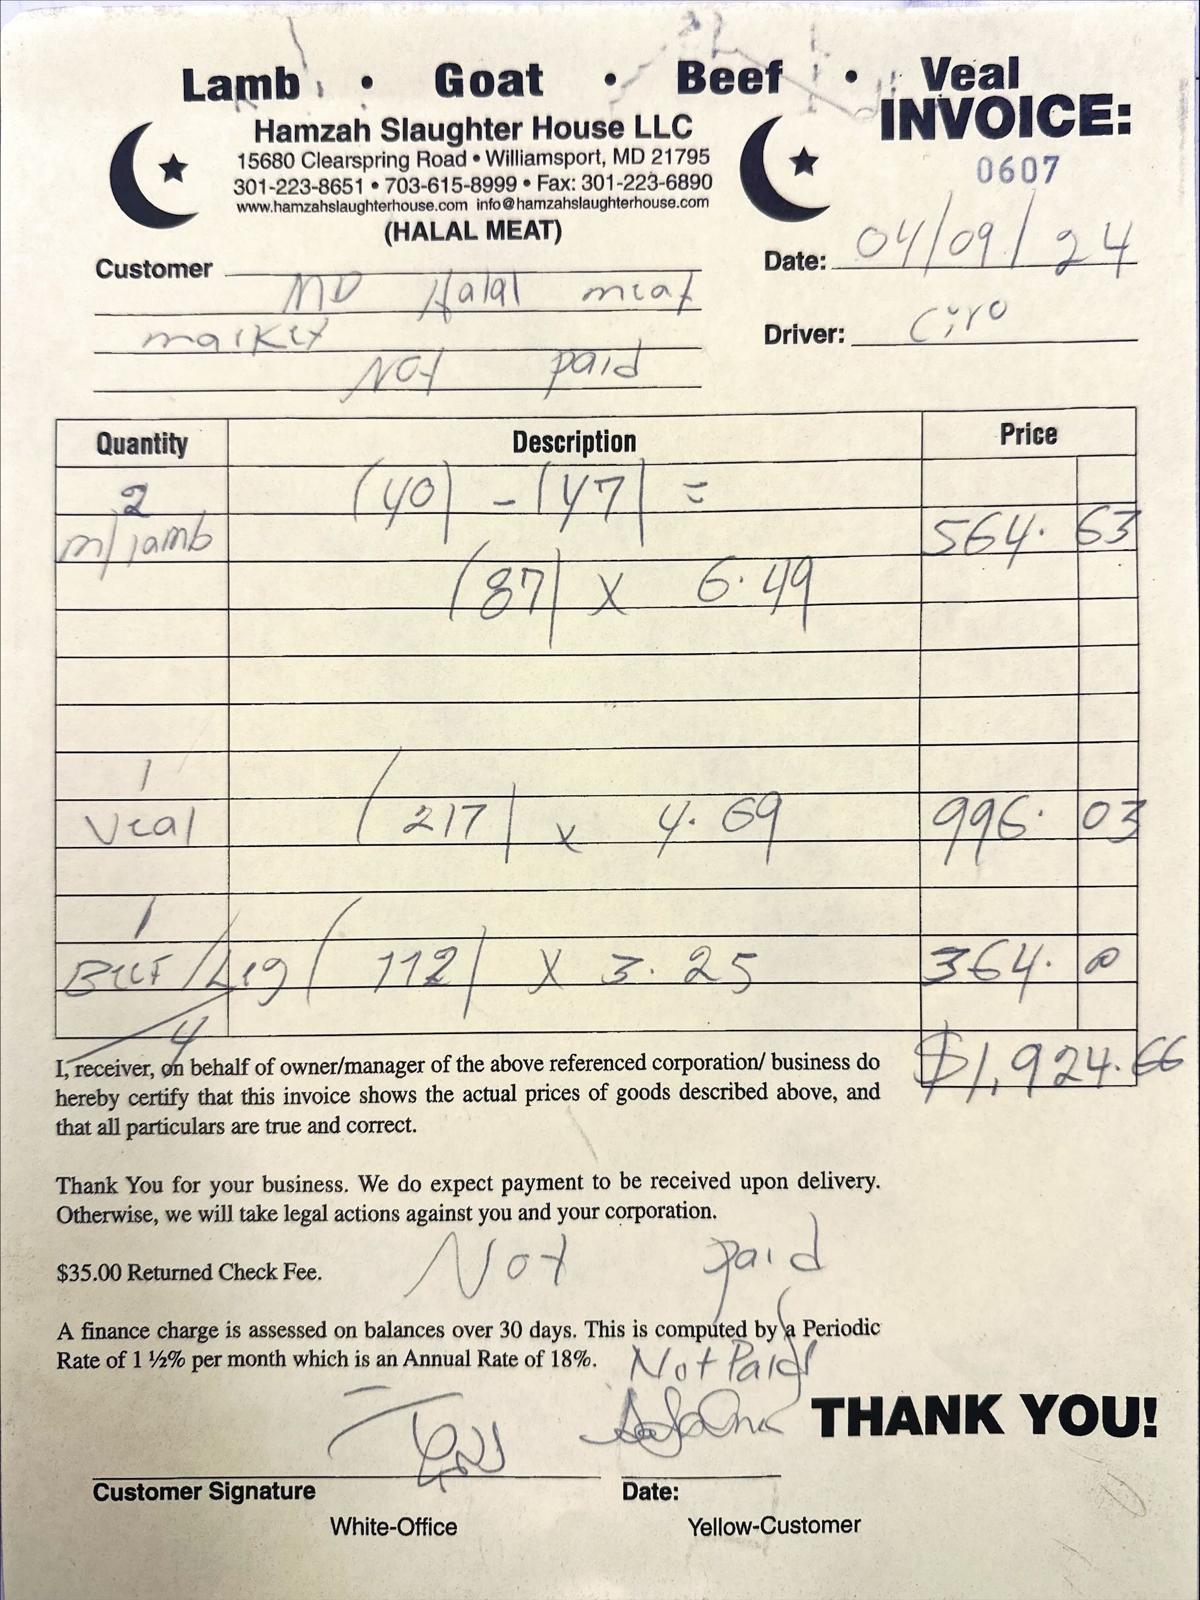 Lamb • Goat • Beef • Veal
INVOICE:
0607
Hamzah Slaughter House LLC
15680 Clearspring Road • Williamsport, MD 21795
301-223-8651 • 703-615-8999 • Fax: 301-223-6890
www.hamzahslaughterhouse.com info@hamzahslaughterhouse.com
(HALAL MEAT)
Date: 04/09/24
Customer
MD Halal meat
market
Driver: Ciro
Not paid
Quantity Description Price
2 (40) - (47) =
m/lamb 564. 63
(87) x 6.49
1
Veal (217) x 4.69 996. 03
1
Beef/Leg (112) x 3.25 364. 00
4
$1,924.66
I, receiver, on behalf of owner/manager of the above referenced corporation/ business do
hereby certify that this invoice shows the actual prices of goods described above, and
that all particulars are true and correct.
Thank You for your business. We do expect payment to be received upon delivery.
Otherwise, we will take legal actions against you and your corporation.
Not paid
$35.00 Returned Check Fee.
A finance charge is assessed on balances over 30 days. This is computed by a Periodic
Rate of 1 ½% per month which is an Annual Rate of 18%.
Not Paid
THANK YOU!
Customer Signature Date:
White-Office Yellow-Customer